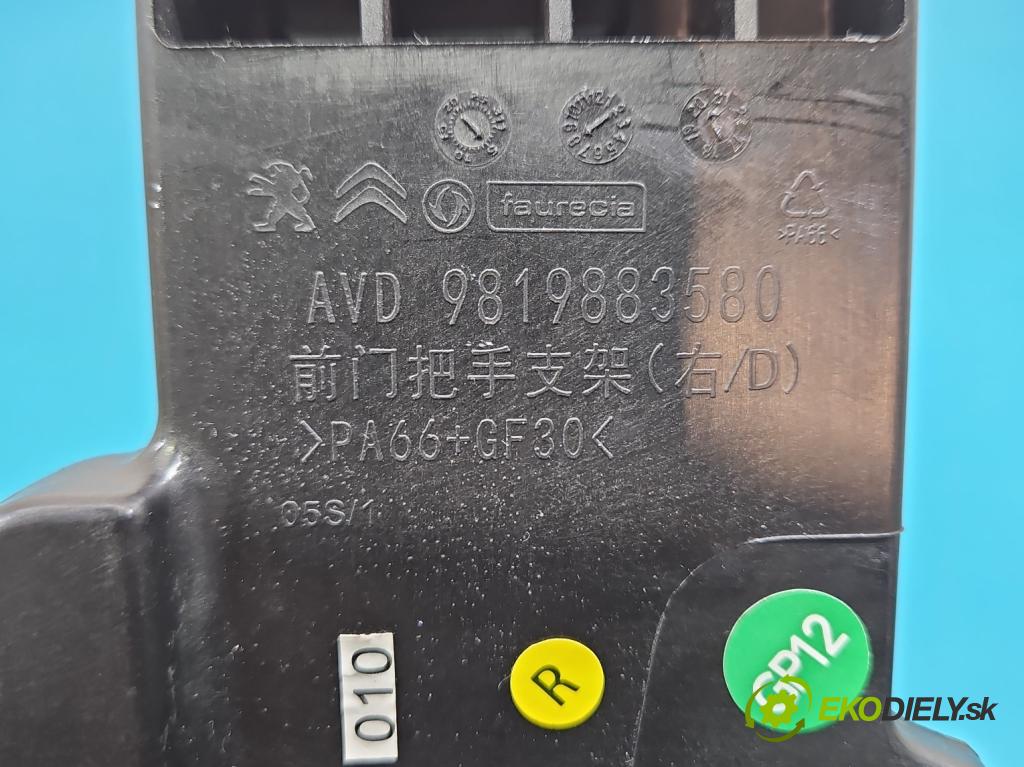 faurecia
>PA66<
AVD 9819883580
前门把手支架(右/D)
>PA66+GF30<
05S/1
010
R
GP12
EKODIELY.sk